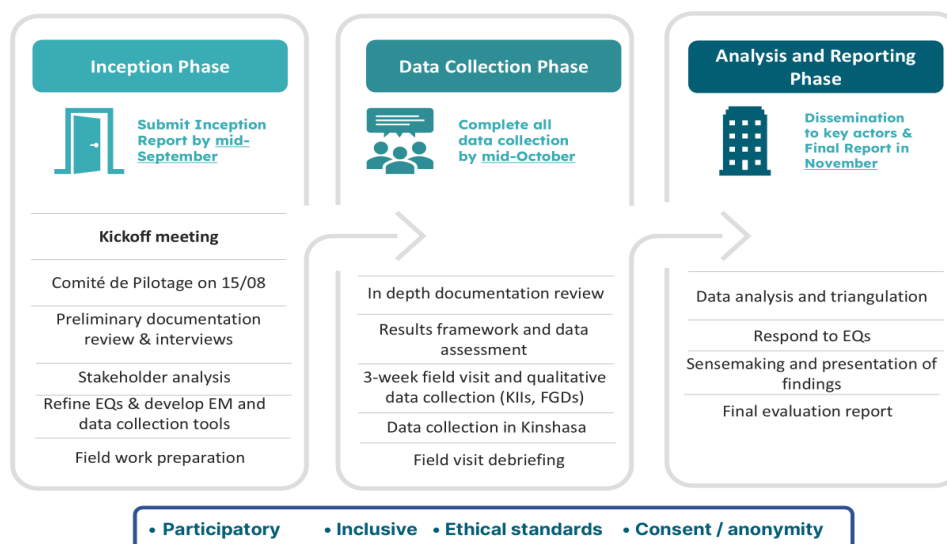 Inception Phase
Submit Inception
Report by mid-
September
Kickoff meeting
Comité de Pilotage on 15/08
Preliminary documentation
review & interviews
Stakeholder analysis
Refine EQs & develop EM and
data collection tools
Field work preparation
Data Collection Phase
Complete all
data collection
by mid-October
In depth documentation review
Results framework and data
assessment
3-week field visit and qualitative
data collection (KIIs, FGDs)
Data collection in Kinshasa
Field visit debriefing
Analysis and Reporting
Phase
Dissemination
to key actors &
Final Report in
November
Data analysis and triangulation
Respond to EQs
Sensemaking and presentation of
findings
Final evaluation report
• Participatory • Inclusive • Ethical standards • Consent / anonymity